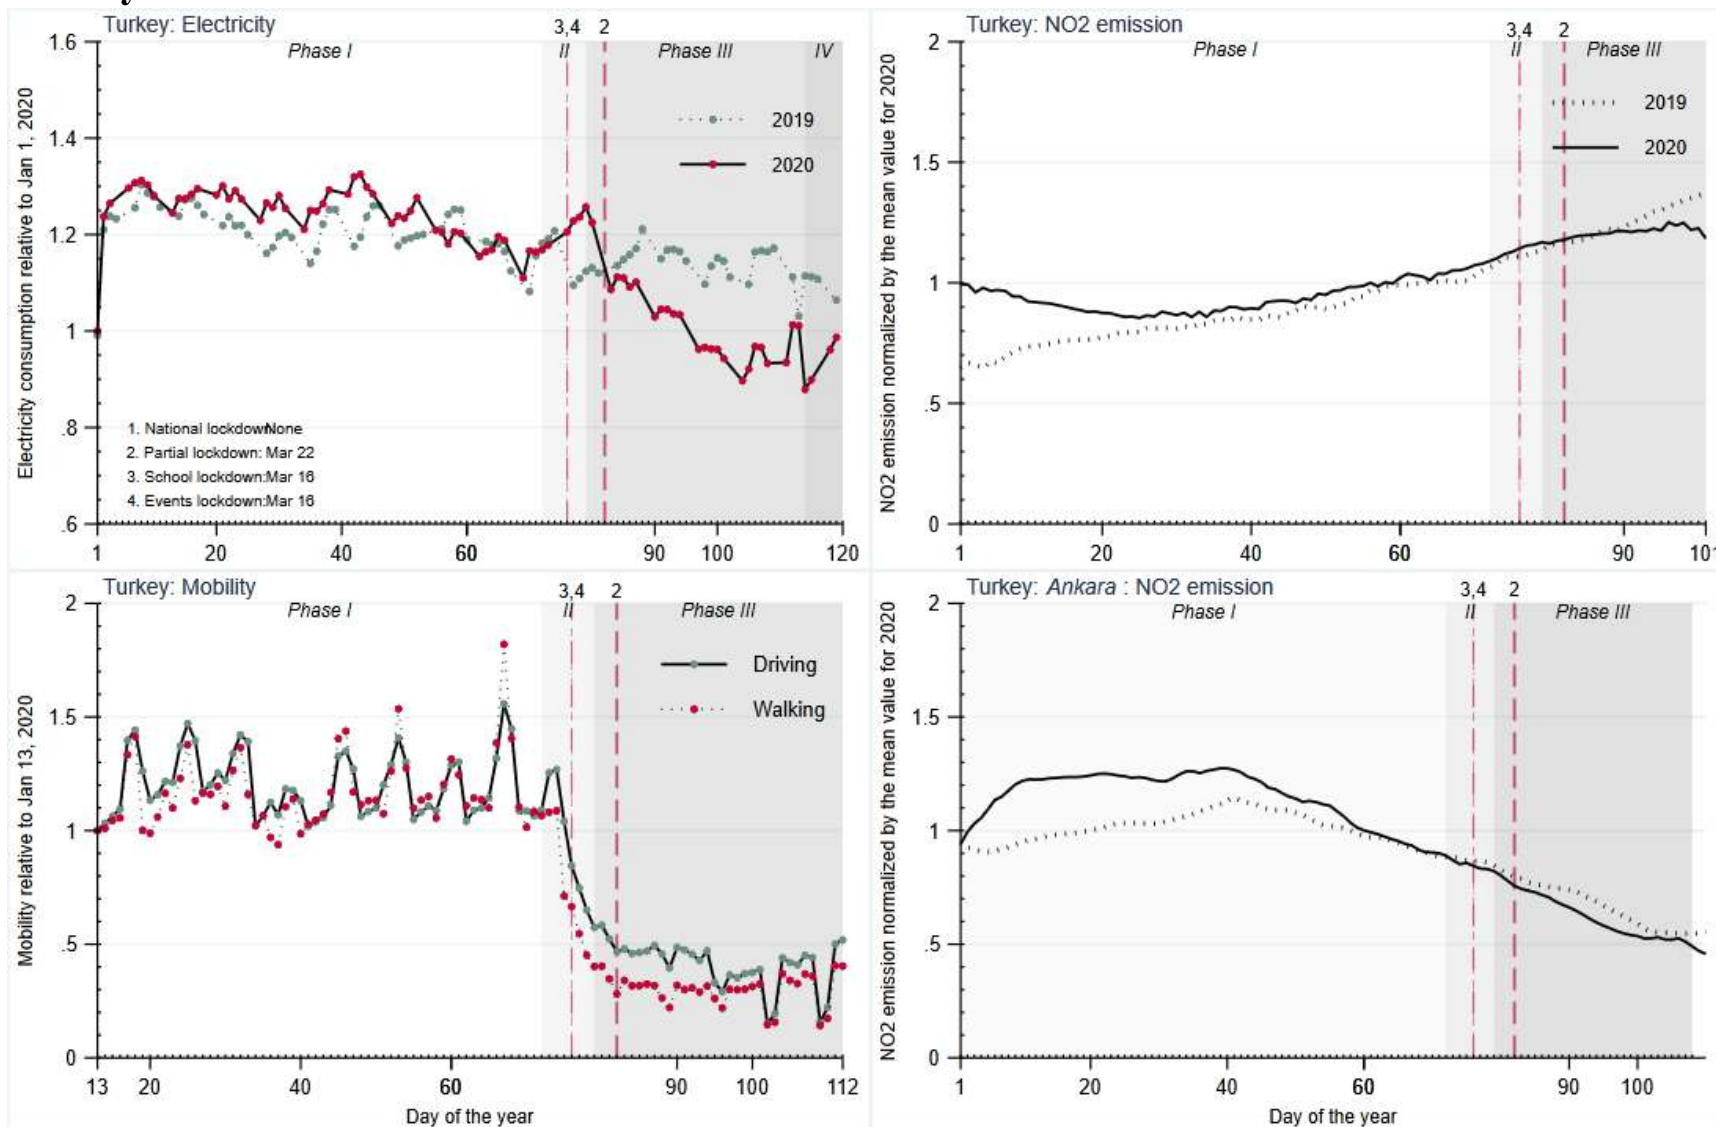 Turkey: Electricity
3,4 2
Phase I
II
Phase III
IV
Electricity consumption relative to Jan 1, 2020
1.6
1.4
1.2
1
.8
.6
2019
2020
1. National lockdown None
2. Partial lockdown: Mar 22
3. School lockdown: Mar 16
4. Events lockdown: Mar 16
1 20 40 60 90 100 120
Turkey: NO2 emission
3,4 2
Phase I
II
Phase III
NO2 emission normalized by the mean value for 2020
2
1.5
1
.5
0
2019
2020
1 20 40 60 90 101
Turkey: Mobility
3,4 2
Phase I
II
Phase III
Mobility relative to Jan 13, 2020
2
1.5
1
.5
0
Driving
Walking
13 20 40 60 90 100 112
Day of the year
Turkey: Ankara : NO2 emission
3,4 2
Phase I
II
Phase III
NO2 emission normalized by the mean value for 2020
2
1.5
1
.5
0
1 20 40 60 90 100
Day of the year